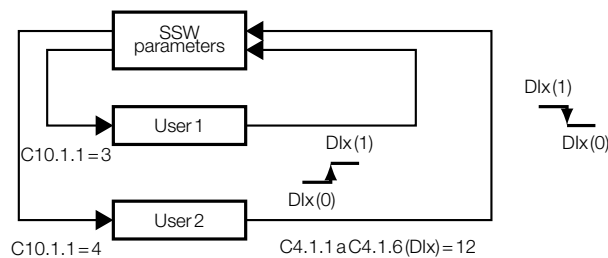 SSW
parameters
DIx(1)
DIx(0)
User 1
DIx(1)
C10.1.1 = 3
DIx(0)
User 2
C10.1.1 = 4
C4.1.1 a C4.1.6 (DIx) = 12